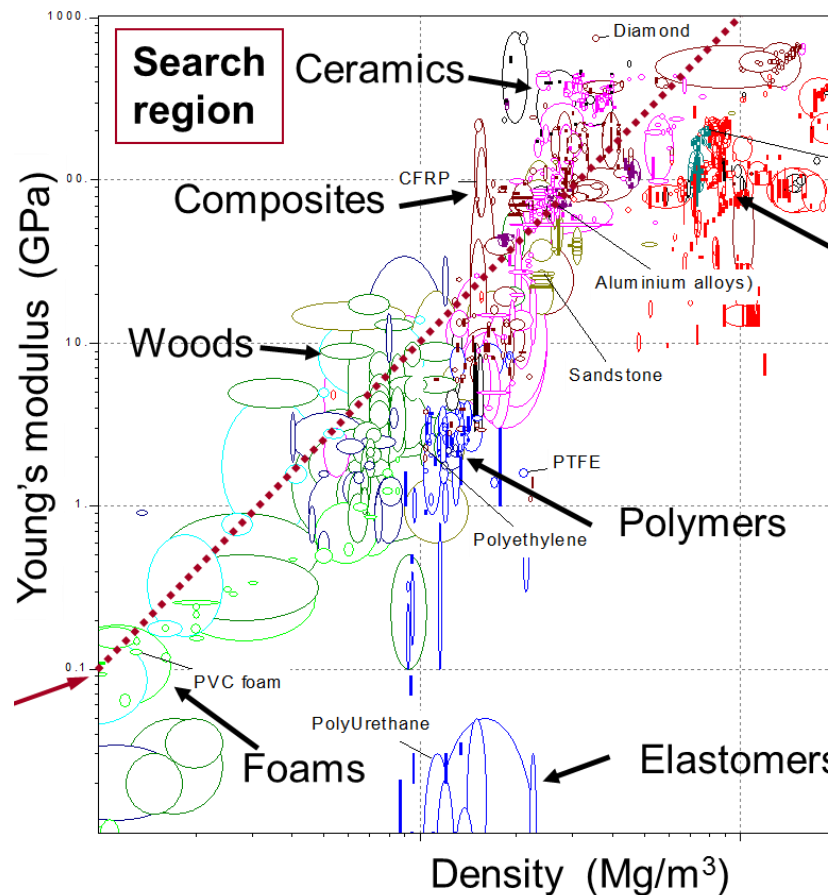 1000.
Search
region
Ceramics
Diamond
00.
CFRP
Composites
Aluminium alloys)
10.
Woods
Sandstone
PTFE
1.
Polymers
Polyethylene
0.1
PVC foam
PolyUrethane
Foams
Elastomers
Young's modulus (GPa)
Density (Mg/m³)